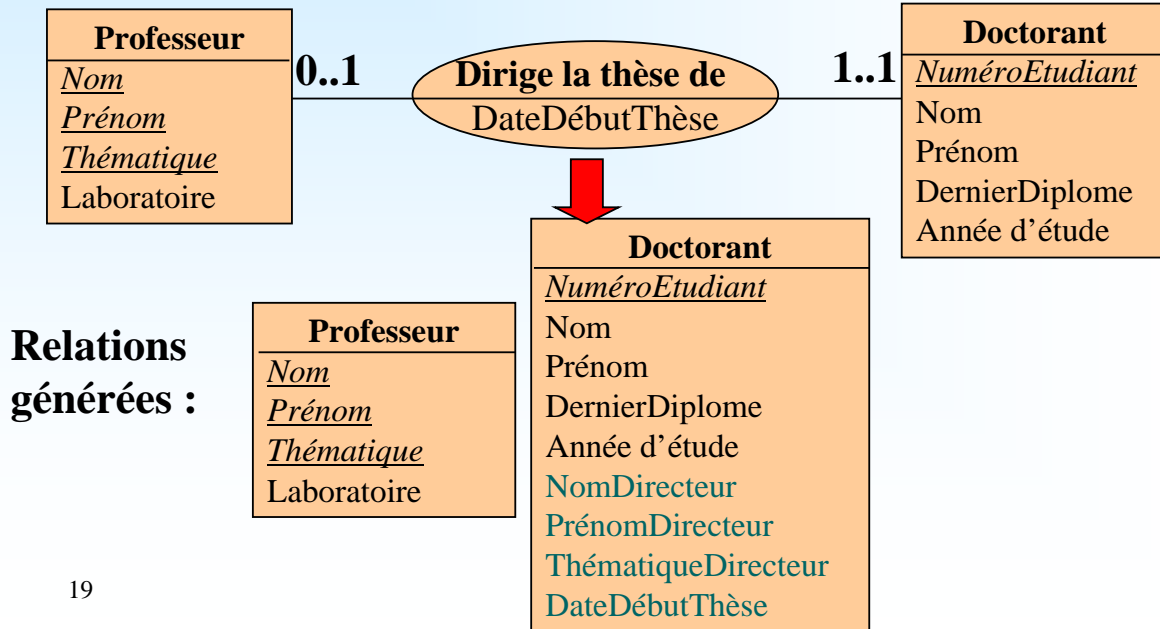 Professeur
Nom
Prénom
Thématique
Laboratoire
0..1
Dirige la thèse de
DateDébutThèse
1..1
Doctorant
NuméroEtudiant
Nom
Prénom
DernierDiplome
Année d’étude
Relations
générées :
Professeur
Nom
Prénom
Thématique
Laboratoire
Doctorant
NuméroEtudiant
Nom
Prénom
DernierDiplome
Année d’étude
NomDirecteur
PrénomDirecteur
ThématiqueDirecteur
DateDébutThèse
19